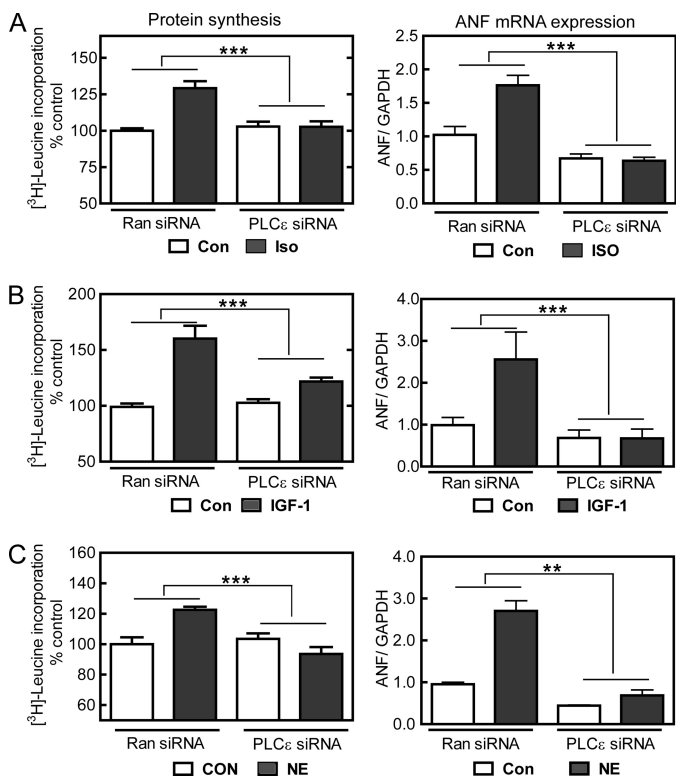 A
Protein synthesis
ANF mRNA expression
[³H]-Leucine incorporation
% control
150
125
100
75
50
***
Ran siRNA
PLCε siRNA
Con
Iso
ANF/ GAPDH
2.5
2.0
1.5
1.0
0.5
0.0
***
Ran siRNA
PLCε siRNA
Con
ISO
B
[³H]-Leucine incorporation
% control
200
150
100
50
***
Ran siRNA
PLCε siRNA
Con
IGF-1
ANF/ GAPDH
4.0
3.0
2.0
1.0
0.0
***
Ran siRNA
PLCε siRNA
Con
IGF-1
C
[³H]-Leucine incorporation
% control
160
140
120
100
80
60
***
Ran siRNA
PLCε siRNA
CON
NE
ANF/ GAPDH
4.0
3.0
2.0
1.0
0.0
**
Ran siRNA
PLCε siRNA
Con
NE